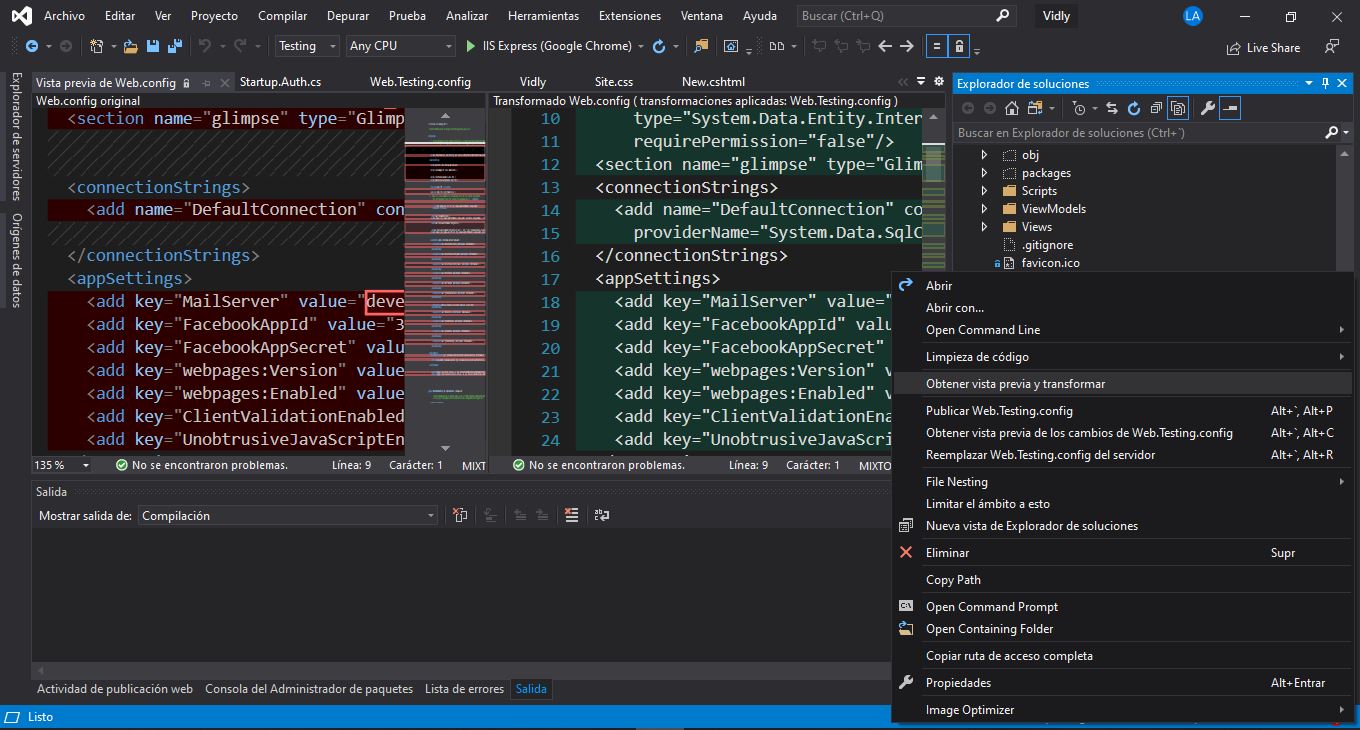 Archivo Editar Ver Proyecto Compilar Depurar Prueba Analizar Herramientas Extensiones Ventana Ayuda Buscar (Ctrl+Q) Vidly LA
Testing Any CPU IIS Express (Google Chrome) Live Share
Explorador de servidores
Orígenes de datos
Vista previa de Web.config Startup.Auth.cs Web.Testing.config Vidly Site.css New.cshtml
Web.config original
<section name="glimpse" type="Glimp
<connectionStrings>
<add name="DefaultConnection" con
</connectionStrings>
<appSettings>
<add key="MailServer" value="deve
<add key="FacebookAppId" value="3
<add key="FacebookAppSecret" valu
<add key="webpages:Version" value
<add key="webpages:Enabled" value
<add key="ClientValidationEnabled
<add key="UnobtrusiveJavaScriptEn
135 % No se encontraron problemas. Línea: 9 Carácter: 1 MIXT
Transformado Web.config ( transformaciones aplicadas: Web.Testing.config )
10 type="System.Data.Entity.Inter
11 requirePermission="false"/>
12 <section name="glimpse" type="Glim
13 <connectionStrings>
14 <add name="DefaultConnection" co
15 providerName="System.Data.SqlC
16 </connectionStrings>
17 <appSettings>
18 <add key="MailServer" value="
19 <add key="FacebookAppId" valu
20 <add key="FacebookAppSecret"
21 <add key="webpages:Version" v
22 <add key="webpages:Enabled" v
23 <add key="ClientValidationEna
24 <add key="UnobtrusiveJavaScri
No se encontraron problemas. Línea: 9 Carácter: 1 MIXTO
Explorador de soluciones
Buscar en Explorador de soluciones (Ctrl+`)
obj
packages
Scripts
ViewModels
Views
.gitignore
favicon.ico
Abrir
Abrir con...
Open Command Line
Limpieza de código
Obtener vista previa y transformar
Publicar Web.Testing.config Alt+`, Alt+P
Obtener vista previa de los cambios de Web.Testing.config Alt+`, Alt+C
Reemplazar Web.Testing.config del servidor Alt+`, Alt+R
File Nesting
Limitar el ámbito a esto
Nueva vista de Explorador de soluciones
Eliminar Supr
Copy Path
Open Command Prompt
Open Containing Folder
Copiar ruta de acceso completa
Propiedades Alt+Entrar
Image Optimizer
Salida
Mostrar salida de: Compilación
Actividad de publicación web Consola del Administrador de paquetes Lista de errores Salida
Listo